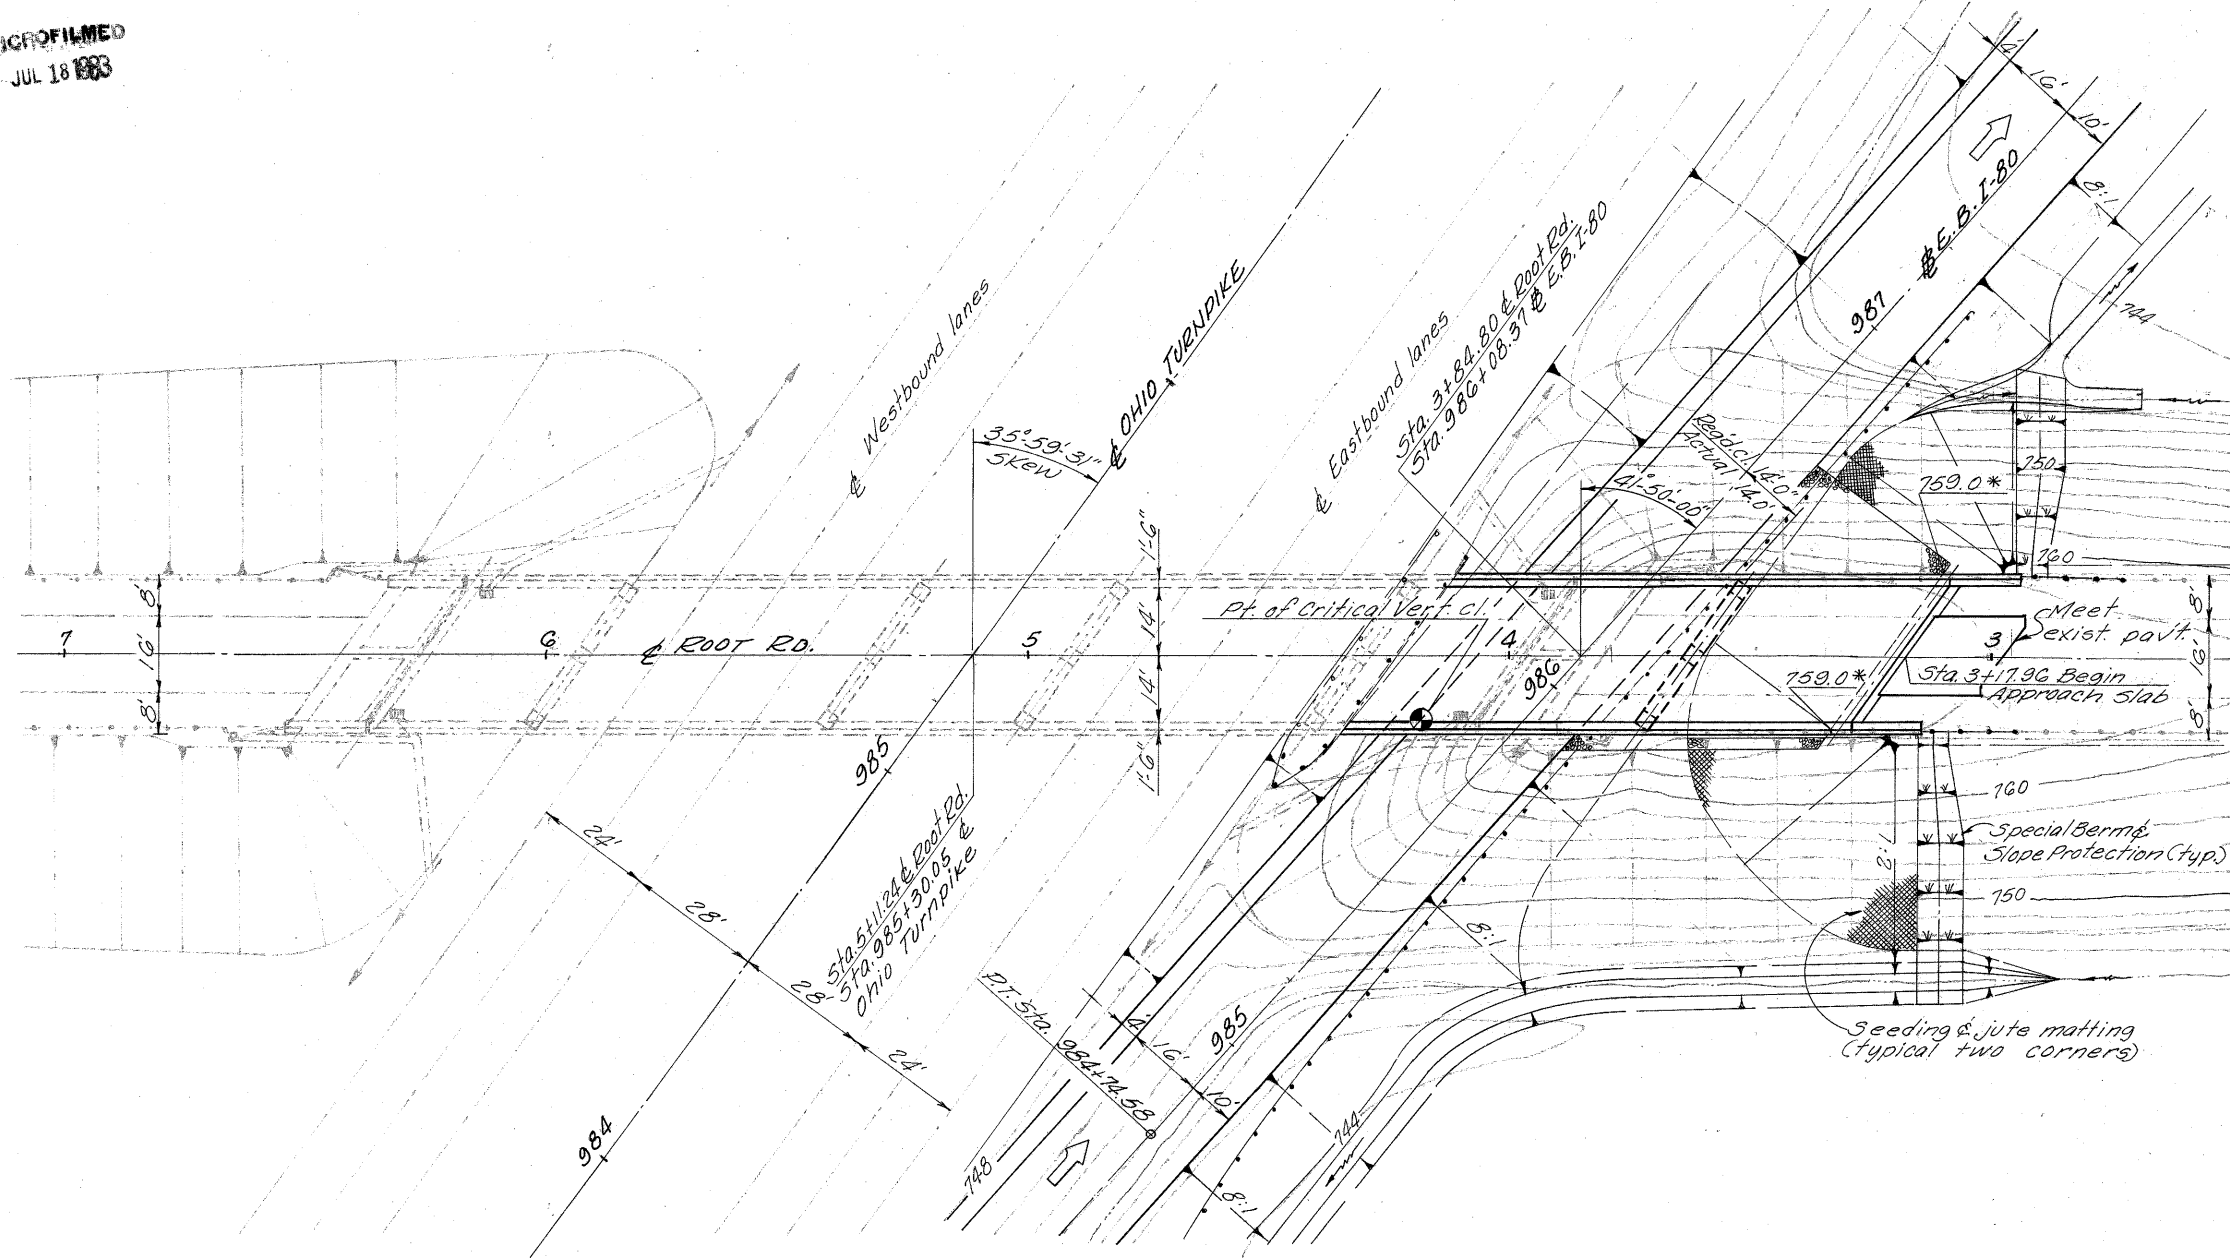 MICROFILMED
JUL 18 1983
4'
16'
10'
8:1
744
℄ E.B. I-80
987
℄ Westbound lanes
℄ OHIO TURNPIKE
35°-59'-31"
Skew
℄ Eastbound lanes
Sta. 3+84.80 ℄ Root Rd.
Sta. 986+08.37 ℄ E.B. I-80
Req'd cl. 14'-0"
Actual 14.0'
41°-50'-00"
759.0*
750
760
1'-6"
14'
14'
1'-6"
8'
16'
8'
7
6
℄ ROOT RD.
5
Pt. of Critical Vert. cl.
4
986
3
Meet
exist. pav't.
759.0*
Sta. 3+17.96 Begin
Approach Slab
8'
16'
8'
985
Sta. 5+11.24 ℄ Root Rd.
Sta. 985+30.05 ℄
Ohio Turnpike
24'
28'
28'
24'
984
2:1
760
Special Berm &
Slope Protection (typ.)
750
Seeding & jute matting
(typical two corners)
8:1
P.T. Sta. 984+74.58
4'
16'
10'
985
744
748
8:1